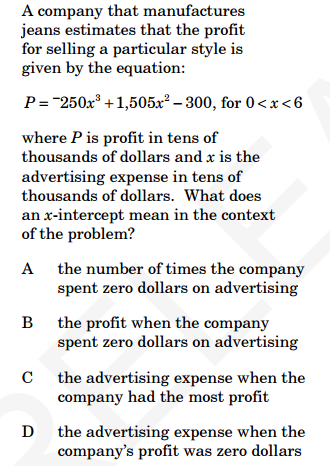 A company that manufactures
jeans estimates that the profit
for selling a particular style is
given by the equation:
P = ⁻250x³ + 1,505x² – 300, for 0 < x < 6
where P is profit in tens of
thousands of dollars and x is the
advertising expense in tens of
thousands of dollars. What does
an x-intercept mean in the context
of the problem?
A the number of times the company
spent zero dollars on advertising
B the profit when the company
spent zero dollars on advertising
C the advertising expense when the
company had the most profit
D the advertising expense when the
company’s profit was zero dollars